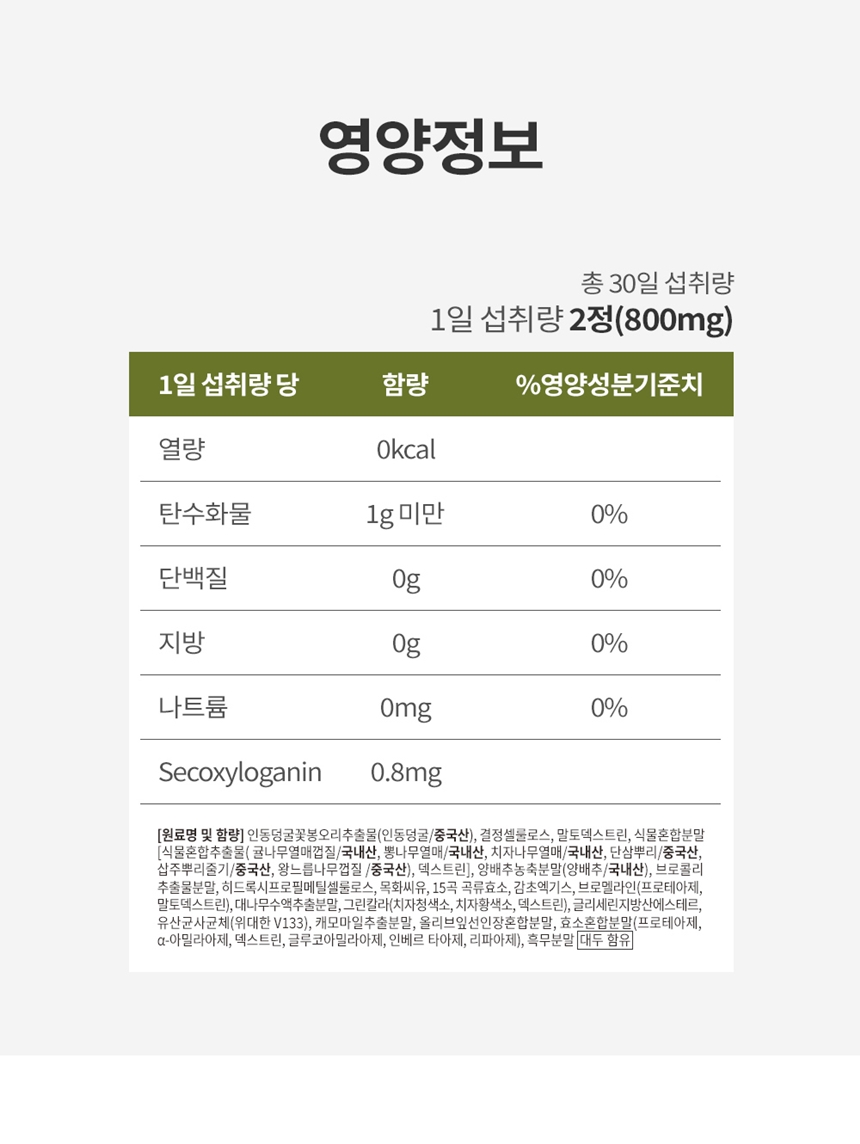 영양정보
총 30일 섭취량
1일 섭취량 2정(800mg)
1일 섭취량 당 함량 %영양성분기준치
열량 0kcal
탄수화물 1g 미만 0%
단백질 0g 0%
지방 0g 0%
나트륨 0mg 0%
Secoxyloganin 0.8mg
[원료명 및 함량] 인동덩굴꽃봉오리추출물(인동덩굴/중국산), 결정셀룰로스, 말토덱스트린, 식물혼합분말
[식물혼합추출물( 귤나무열매껍질/국내산, 뽕나무열매/국내산, 치자나무열매/국내산, 단삼뿌리/중국산,
삽주뿌리줄기/중국산, 왕느릅나무껍질 /중국산), 덱스트린], 양배추농축분말(양배추/국내산), 브로콜리
추출물분말, 히드록시프로필메틸셀룰로스, 목화씨유, 15곡 곡류효소, 감초엑기스, 브로멜라인(프로테아제,
말토덱스트린), 대나무수액추출분말, 그린칼라(치자청색소, 치자황색소, 덱스트린), 글리세린지방산에스테르,
유산균사균체(위대한 V133), 캐모마일추출분말, 올리브잎선인장혼합분말, 효소혼합분말(프로테아제,
α-아밀라아제, 덱스트린, 글루코아밀라아제, 인베르 타아제, 리파아제), 흑무분말 대두 함유